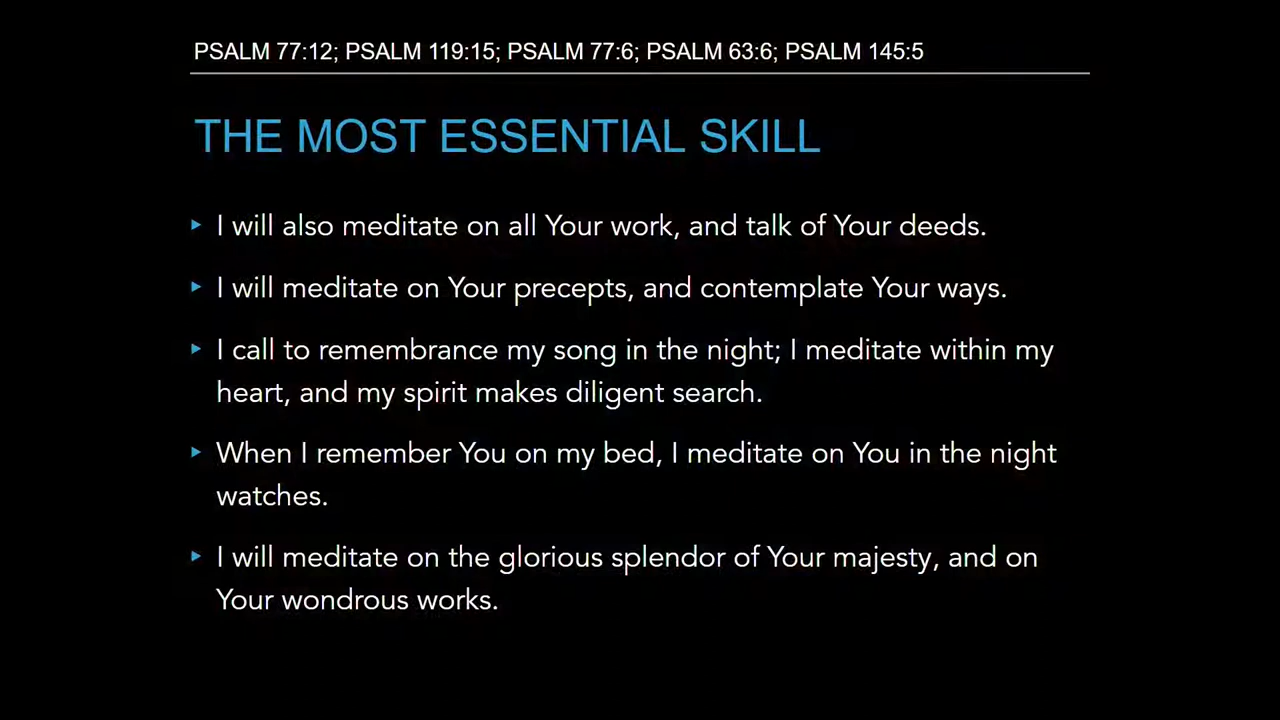 PSALM 77:12; PSALM 119:15; PSALM 77:6; PSALM 63:6; PSALM 145:5
THE MOST ESSENTIAL SKILL
‣ I will also meditate on all Your work, and talk of Your deeds.
‣ I will meditate on Your precepts, and contemplate Your ways.
‣ I call to remembrance my song in the night; I meditate within my
heart, and my spirit makes diligent search.
‣ When I remember You on my bed, I meditate on You in the night
watches.
‣ I will meditate on the glorious splendor of Your majesty, and on
Your wondrous works.